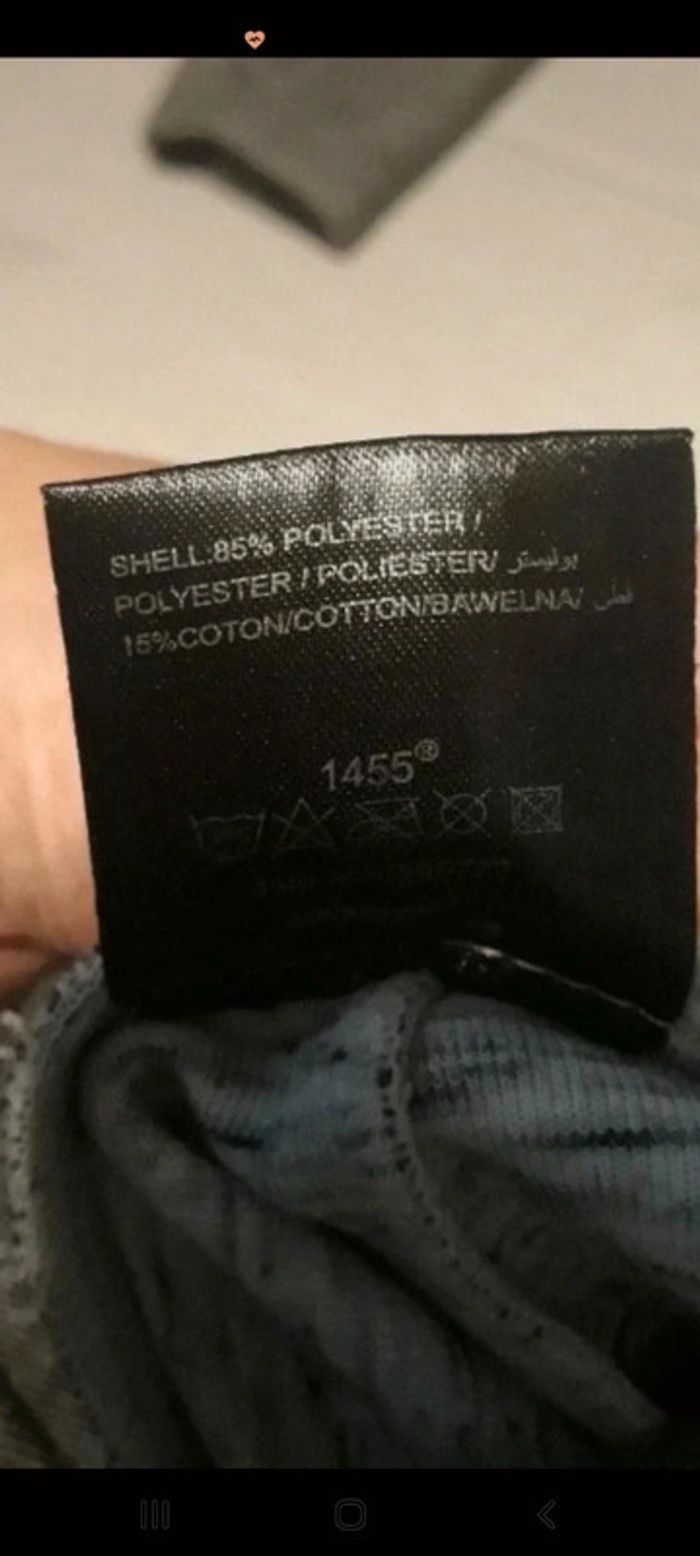 SHELL:85% POLYESTER /
POLYESTER / POLIESTER/ بوليستر
15%COTON/COTTON/BAWELNA/ قطن
1455®